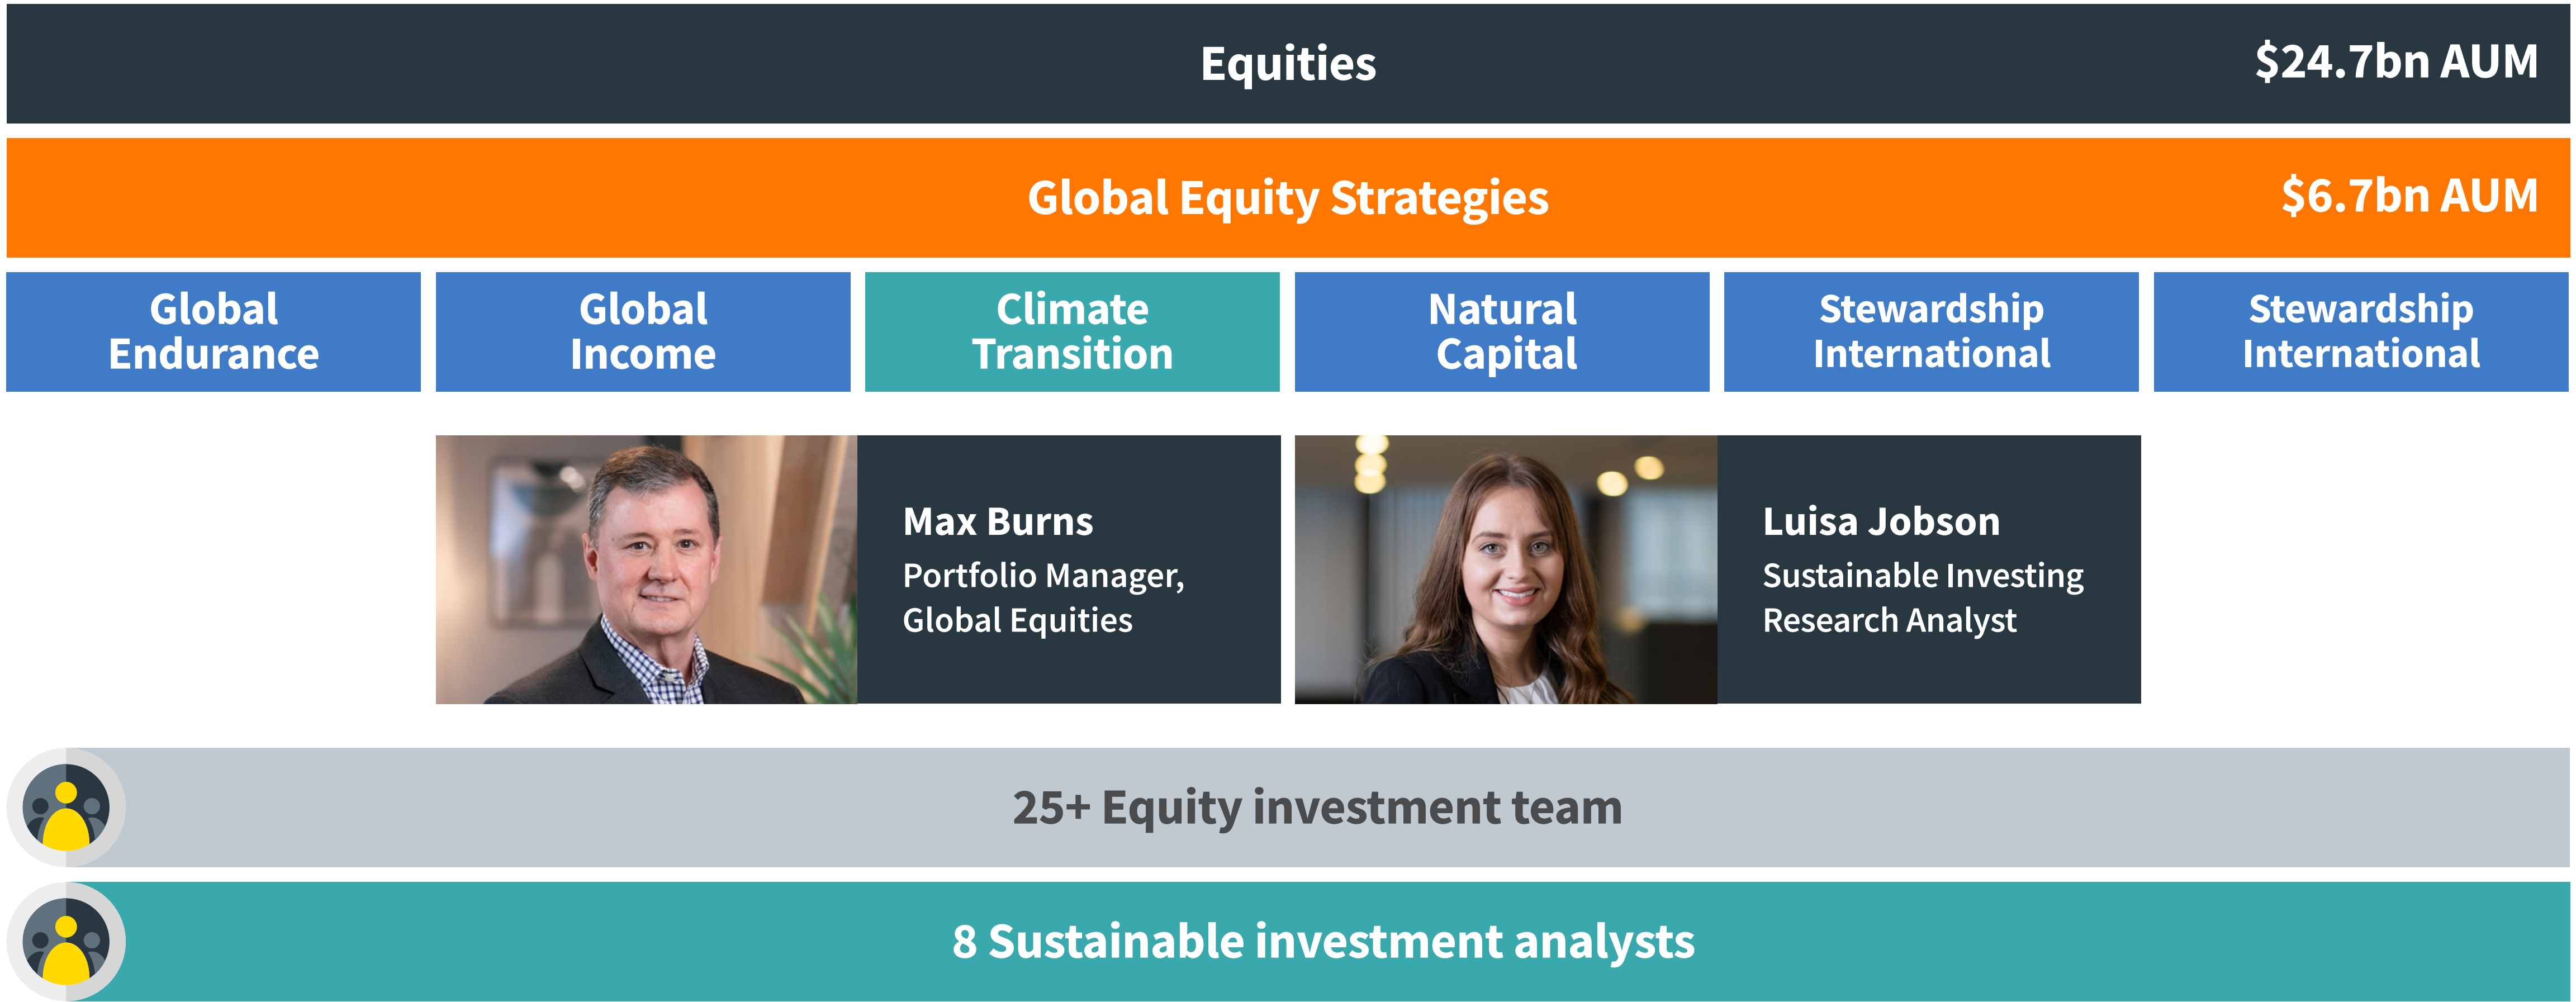 Equities
$24.7bn AUM
Global Equity Strategies
$6.7bn AUM
Global
Endurance
Global
Income
Climate
Transition
Natural
Capital
Stewardship
International
Stewardship
International
Max Burns
Portfolio Manager,
Global Equities
Luisa Jobson
Sustainable Investing
Research Analyst
25+ Equity investment team
8 Sustainable investment analysts